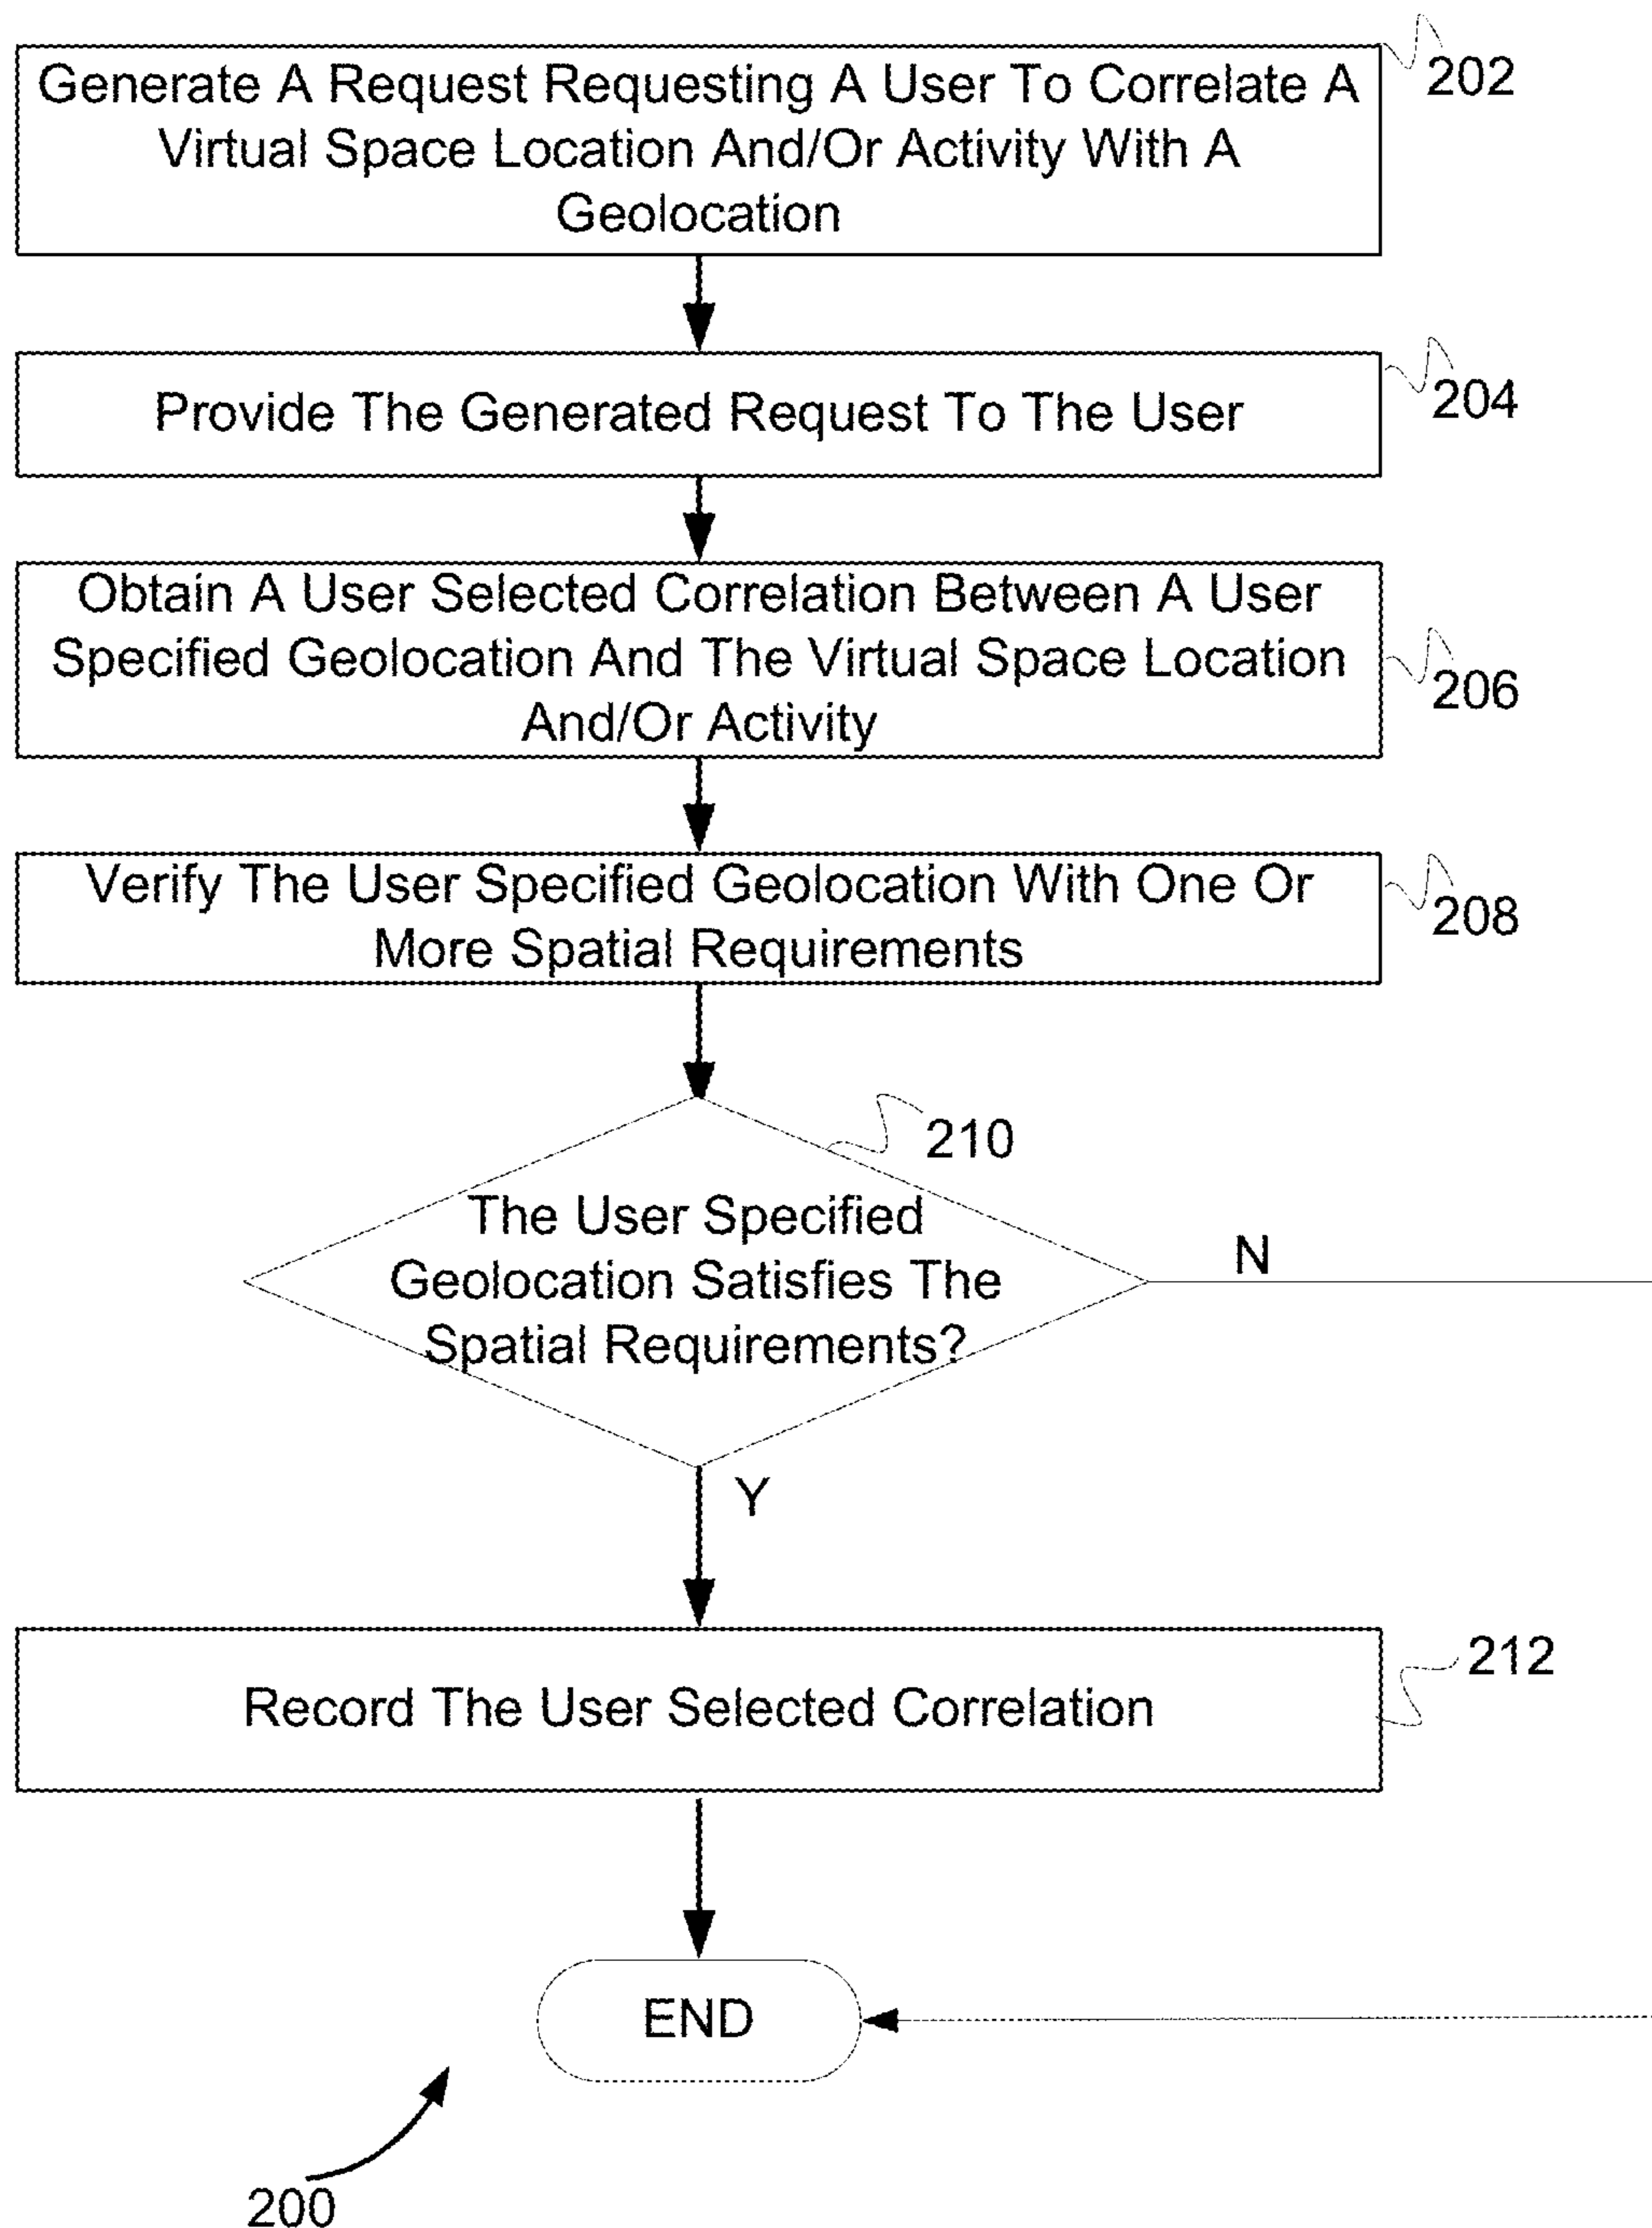 Generate A Request Requesting A User To Correlate A
Virtual Space Location And/Or Activity With A
Geolocation
202
Provide The Generated Request To The User
204
Obtain A User Selected Correlation Between A User
Specified Geolocation And The Virtual Space Location
And/Or Activity
206
Verify The User Specified Geolocation With One Or
More Spatial Requirements
208
210
The User Specified
Geolocation Satisfies The
Spatial Requirements?
N
Y
Record The User Selected Correlation
212
END
200